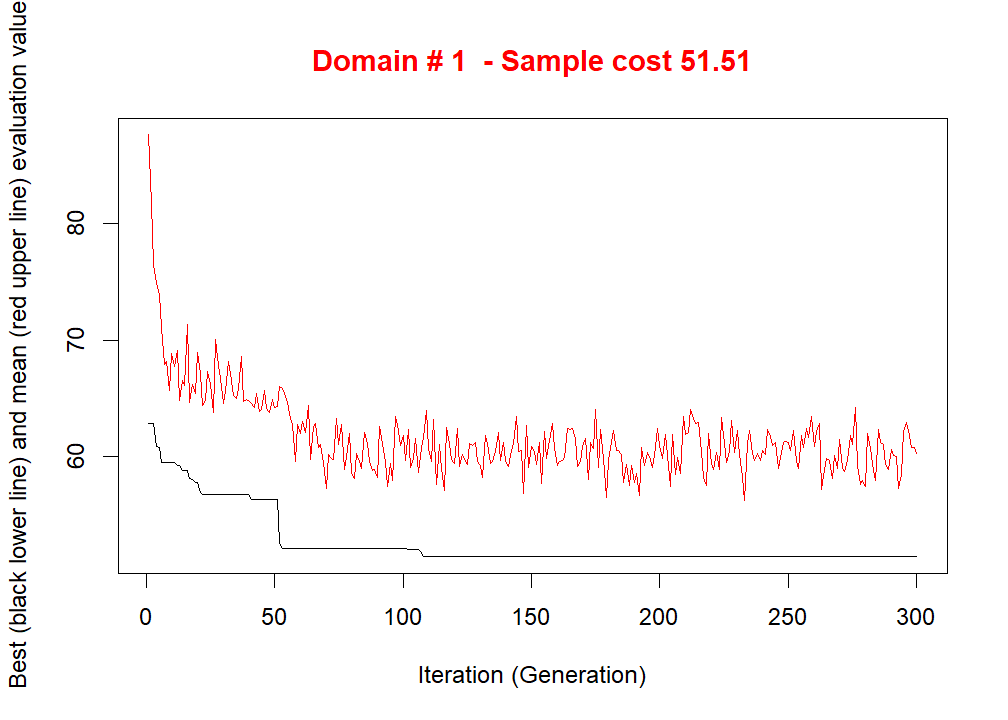 Domain # 1  - Sample cost 51.51
Best (black lower line) and mean (red upper line) evaluation value
80
70
60
0 50 100 150 200 250 300
Iteration (Generation)